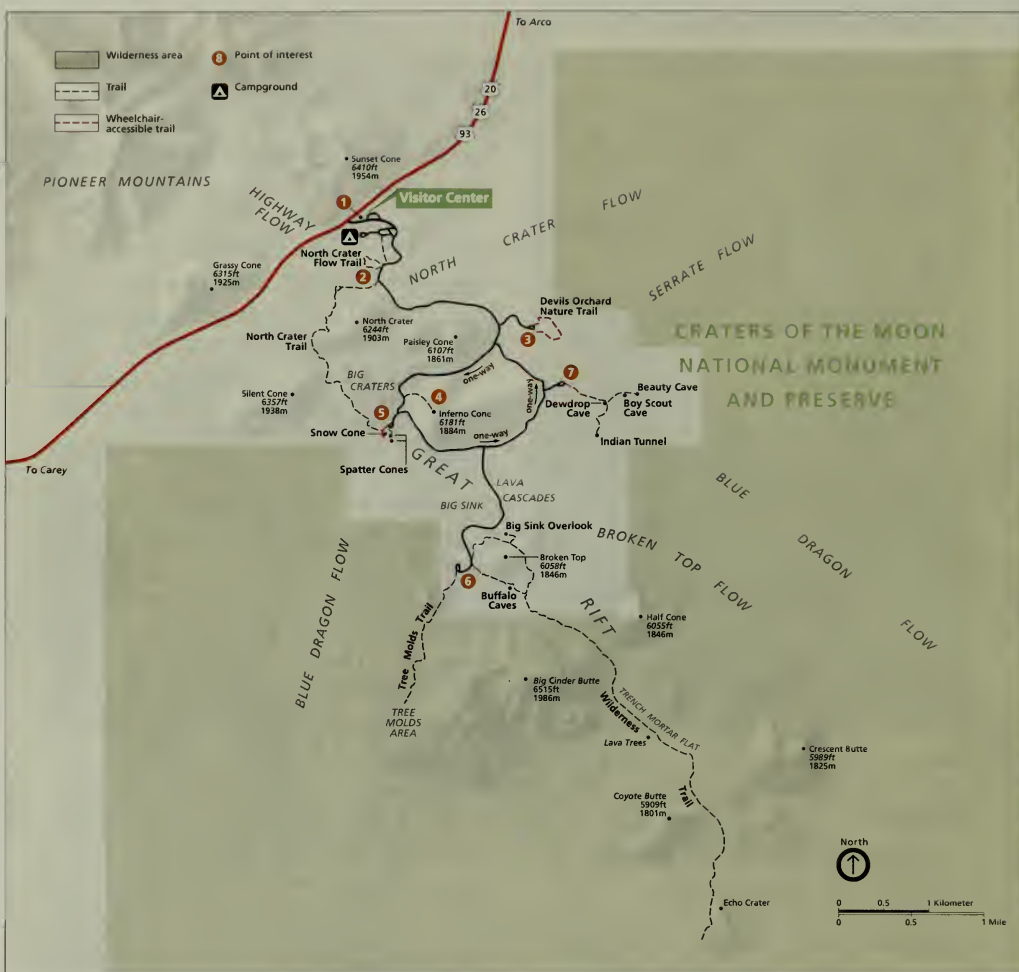 To Arco
Wilderness area
8 Point of interest
Trail
Campground
Wheelchair-
accessible trail
20
26
93
Sunset Cone
6410ft
1954m
PIONEER MOUNTAINS
HIGHWAY
FLOW
1
Visitor Center
NORTH CRATER FLOW
North Crater
Flow Trail
2
SERRATE FLOW
Grassy Cone
6315ft
1925m
Devils Orchard
Nature Trail
3
North Crater
6244ft
1903m
North Crater
Trail
Paisley Cone
6107ft
1861m
CRATERS OF THE MOON
NATIONAL MONUMENT
AND PRESERVE
one-way
7
BIG
CRATERS
Beauty Cave
Dewdrop
Cave
Boy Scout
Cave
one-way
Silent Cone
6357ft
1938m
4
Inferno Cone
6181ft
1884m
5
Snow Cone
one-way
Indian Tunnel
Spatter Cones
To Carey
GREAT RIFT
LAVA
CASCADES
BIG SINK
BLUE DRAGON FLOW
Big Sink Overlook
BROKEN TOP FLOW
Broken Top
6058ft
1846m
6
Buffalo
Caves
BLUE DRAGON FLOW
Tree Molds Trail
Half Cone
6055ft
1846m
Big Cinder Butte
6515ft
1986m
TREE
MOLDS
AREA
Wilderness Trail
TRENCH MORTAR FLAT
Lava Trees
Crescent Butte
5989ft
1825m
Coyote Butte
5909ft
1801m
North
Echo Crater
0 0.5 1 Kilometer
0 0.5 1 Mile